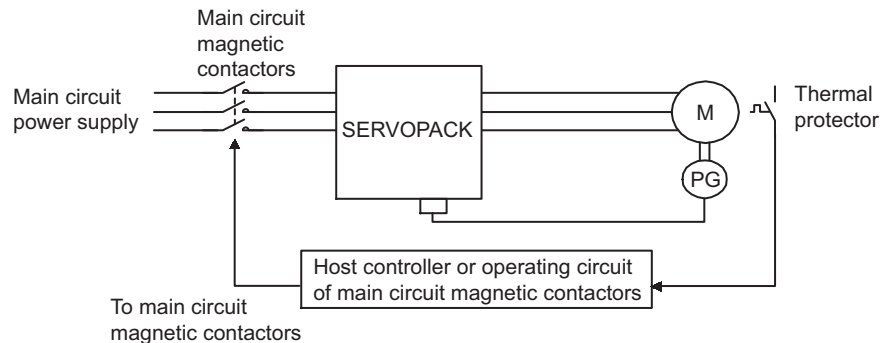 Main circuit
magnetic
contactors
Main circuit
power supply
SERVOPACK
M
Thermal
protector
PG
Host controller or operating circuit
of main circuit magnetic contactors
To main circuit
magnetic contactors